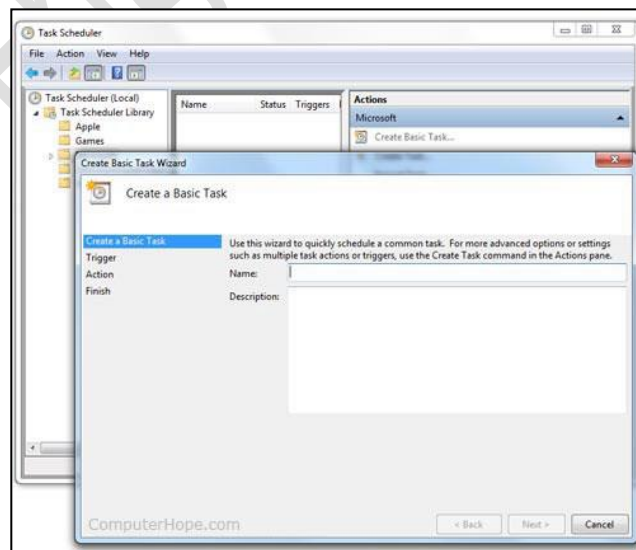 Task Scheduler
File Action View Help
Task Scheduler (Local)
Task Scheduler Library
Apple
Games
Name Status Triggers
Actions
Microsoft
Create Basic Task...
Create Basic Task Wizard
Create a Basic Task
Create a Basic Task
Trigger
Action
Finish
Use this wizard to quickly schedule a common task. For more advanced options or settings
such as multiple task actions or triggers, use the Create Task command in the Actions pane.
Name:
Description:
ComputerHope.com
< Back Next > Cancel